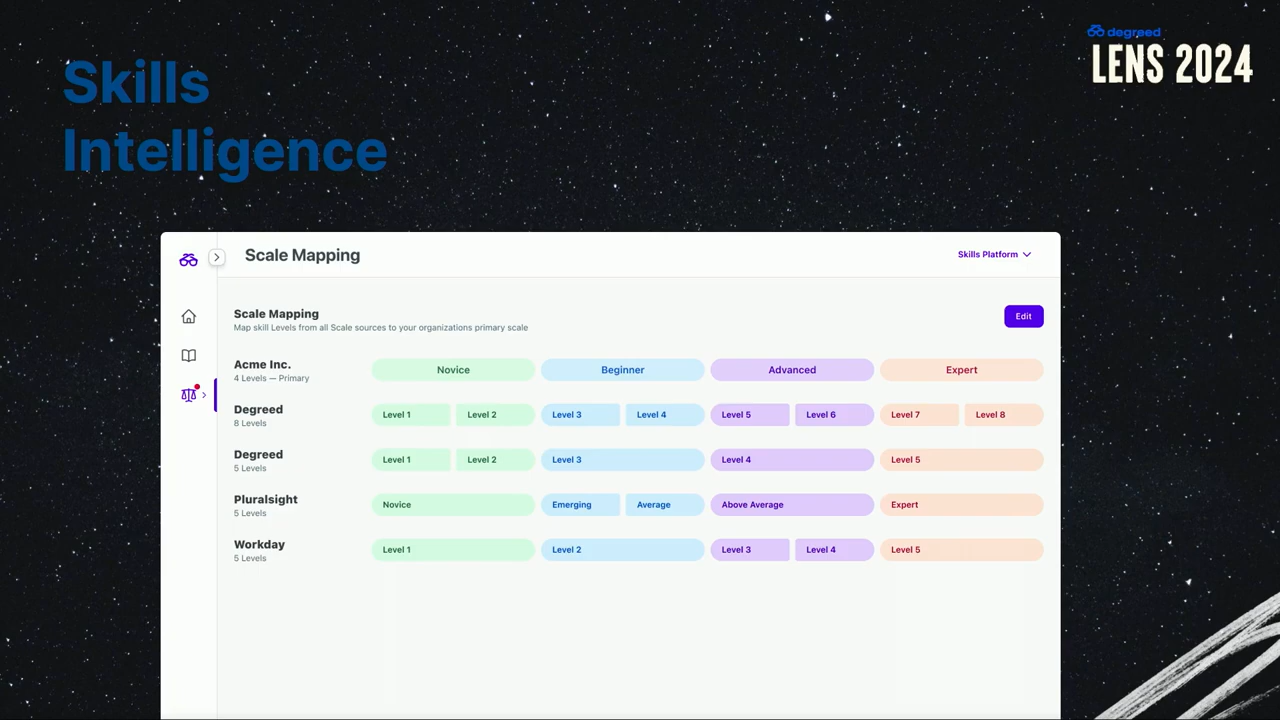 degreed
LENS 2024
Skills
Intelligence
Scale Mapping
Skills Platform
Scale Mapping
Map skill Levels from all Scale sources to your organizations primary scale
Edit
Acme Inc.
4 Levels — Primary
Novice
Beginner
Advanced
Expert
Degreed
8 Levels
Level 1
Level 2
Level 3
Level 4
Level 5
Level 6
Level 7
Level 8
Degreed
5 Levels
Level 1
Level 2
Level 3
Level 4
Level 5
Pluralsight
5 Levels
Novice
Emerging
Average
Above Average
Expert
Workday
5 Levels
Level 1
Level 2
Level 3
Level 4
Level 5